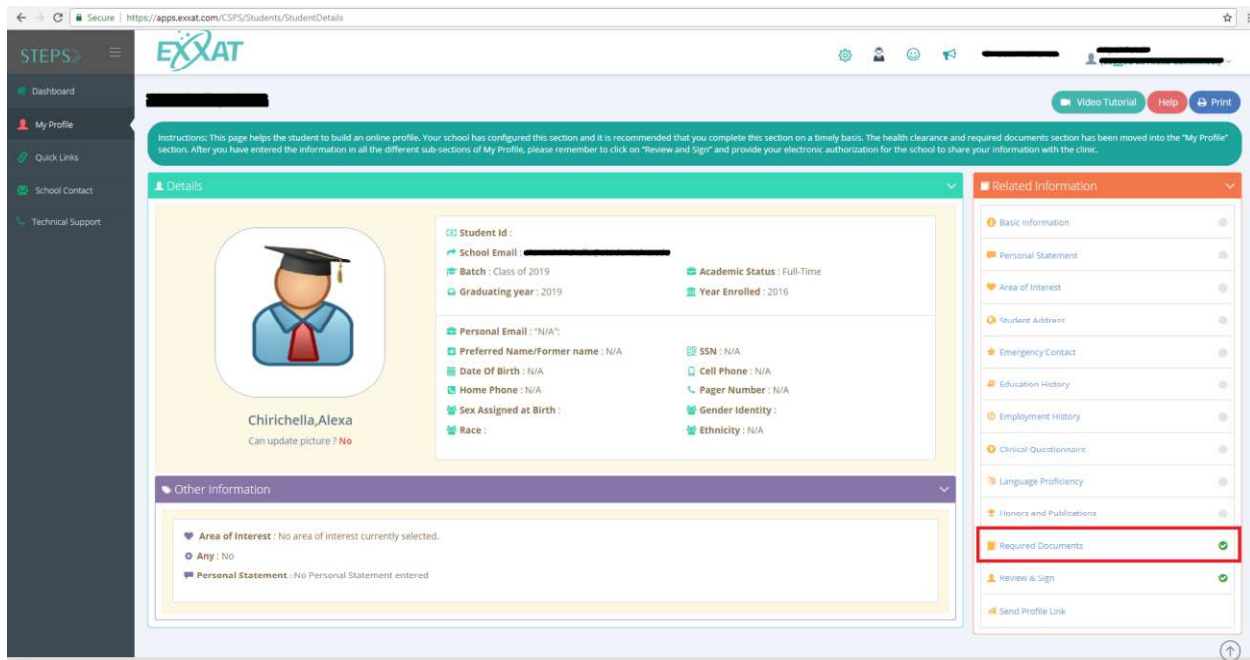 Secure | https://apps.exxat.com/CSPS/Students/StudentDetails
STEPS
EXXAT
Dashboard
My Profile
Quick Links
School Contact
Technical Support
Video Tutorial
Help
Print
Instructions: This page helps the student to build an online profile. Your school has configured this section and it is recommended that you complete this section on a timely basis. The health clearance and required documents section has been moved into the "My Profile"
section. After you have entered the information in all the different sub-sections of My Profile, please remember to click on "Review and Sign" and provide your electronic authorization for the school to share your information with the clinic.
Details
Chirichella,Alexa
Can update picture ? No
Student Id :
School Email :
Batch : Class of 2019
Academic Status : Full-Time
Graduating year : 2019
Year Enrolled : 2016
Personal Email : "N/A";
Preferred Name/Former name : N/A
SSN : N/A
Date Of Birth : N/A
Cell Phone : N/A
Home Phone : N/A
Pager Number : N/A
Sex Assigned at Birth :
Gender Identity :
Race :
Ethnicity : N/A
Other Information
Area of Interest : No area of interest currently selected.
Any : No
Personal Statement : No Personal Statement entered
Related Information
Basic Information
Personal Statement
Area of Interest
Student Address
Emergency Contact
Education History
Employment History
Clinical Questionnaire
Language Proficiency
Honors and Publications
Required Documents
Review & Sign
Send Profile Link